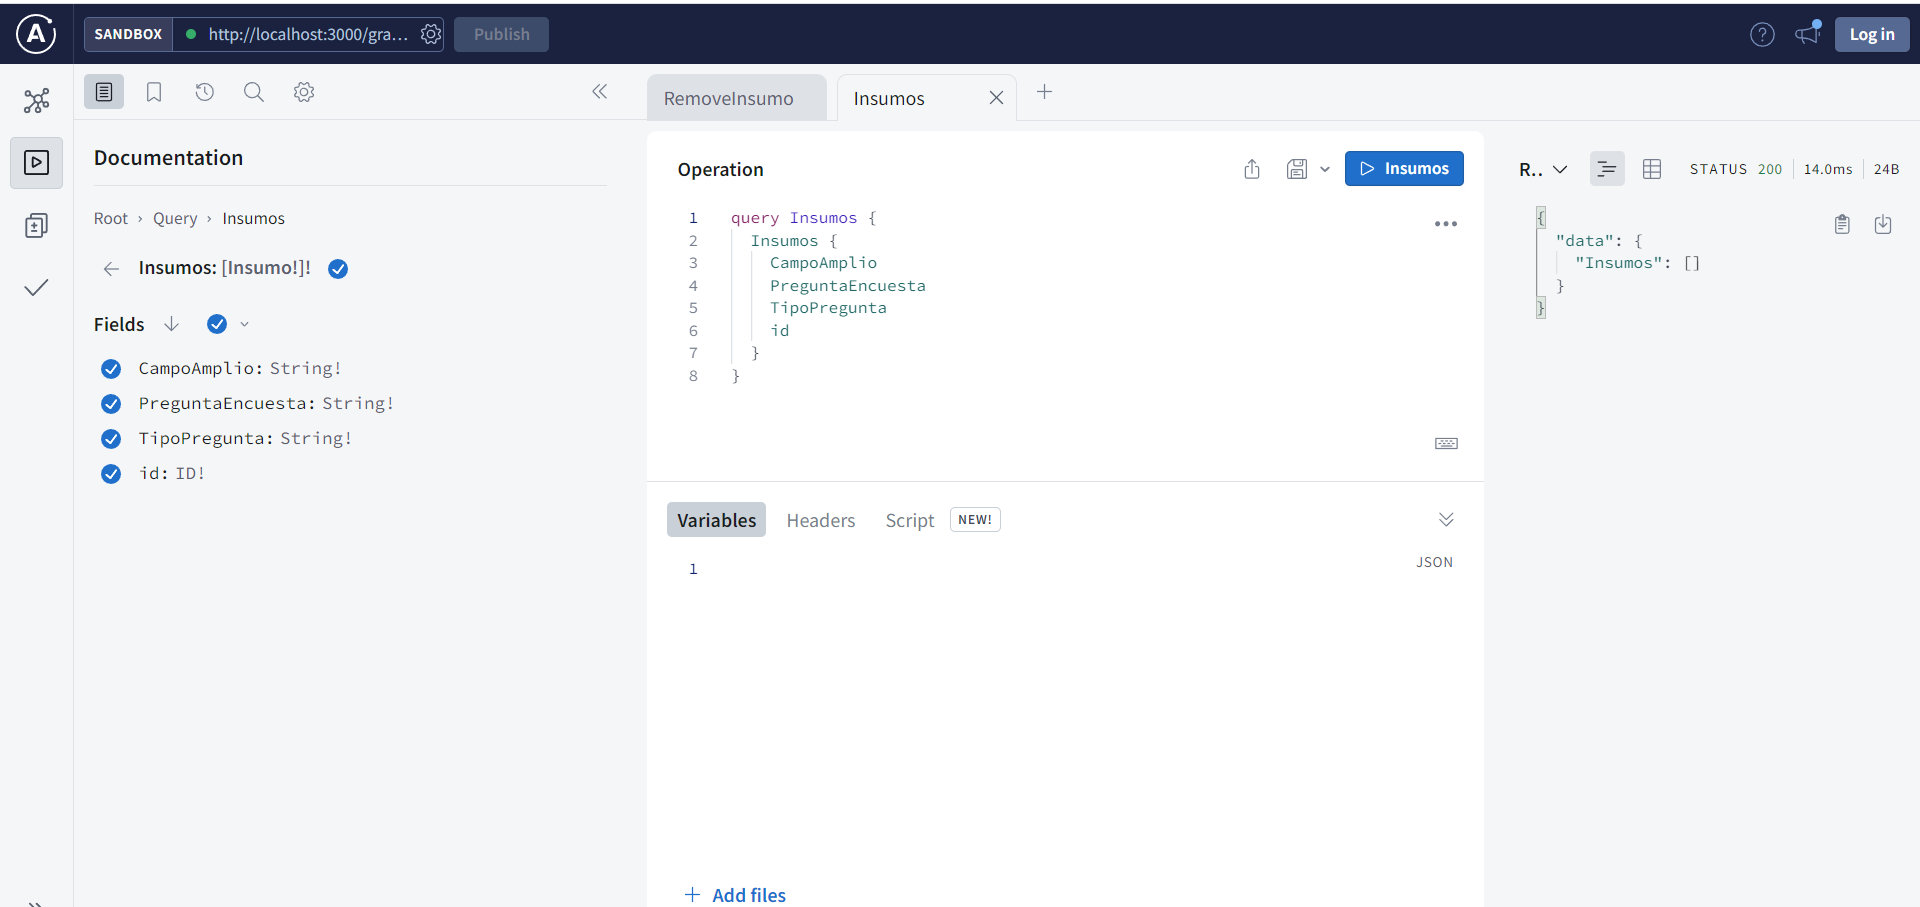 SANDBOX http://localhost:3000/gra... Publish Log in
RemoveInsumo Insumos
Documentation
Root › Query › Insumos
Insumos: [Insumo!]!
Fields
CampoAmplio: String!
PreguntaEncuesta: String!
TipoPregunta: String!
id: ID!
Operation
Insumos
1 query Insumos {
2 Insumos {
3 CampoAmplio
4 PreguntaEncuesta
5 TipoPregunta
6 id
7 }
8 }
Variables Headers Script NEW!
JSON
1
+ Add files
R.. STATUS 200 14.0ms 24B
{
"data": {
"Insumos": []
}
}